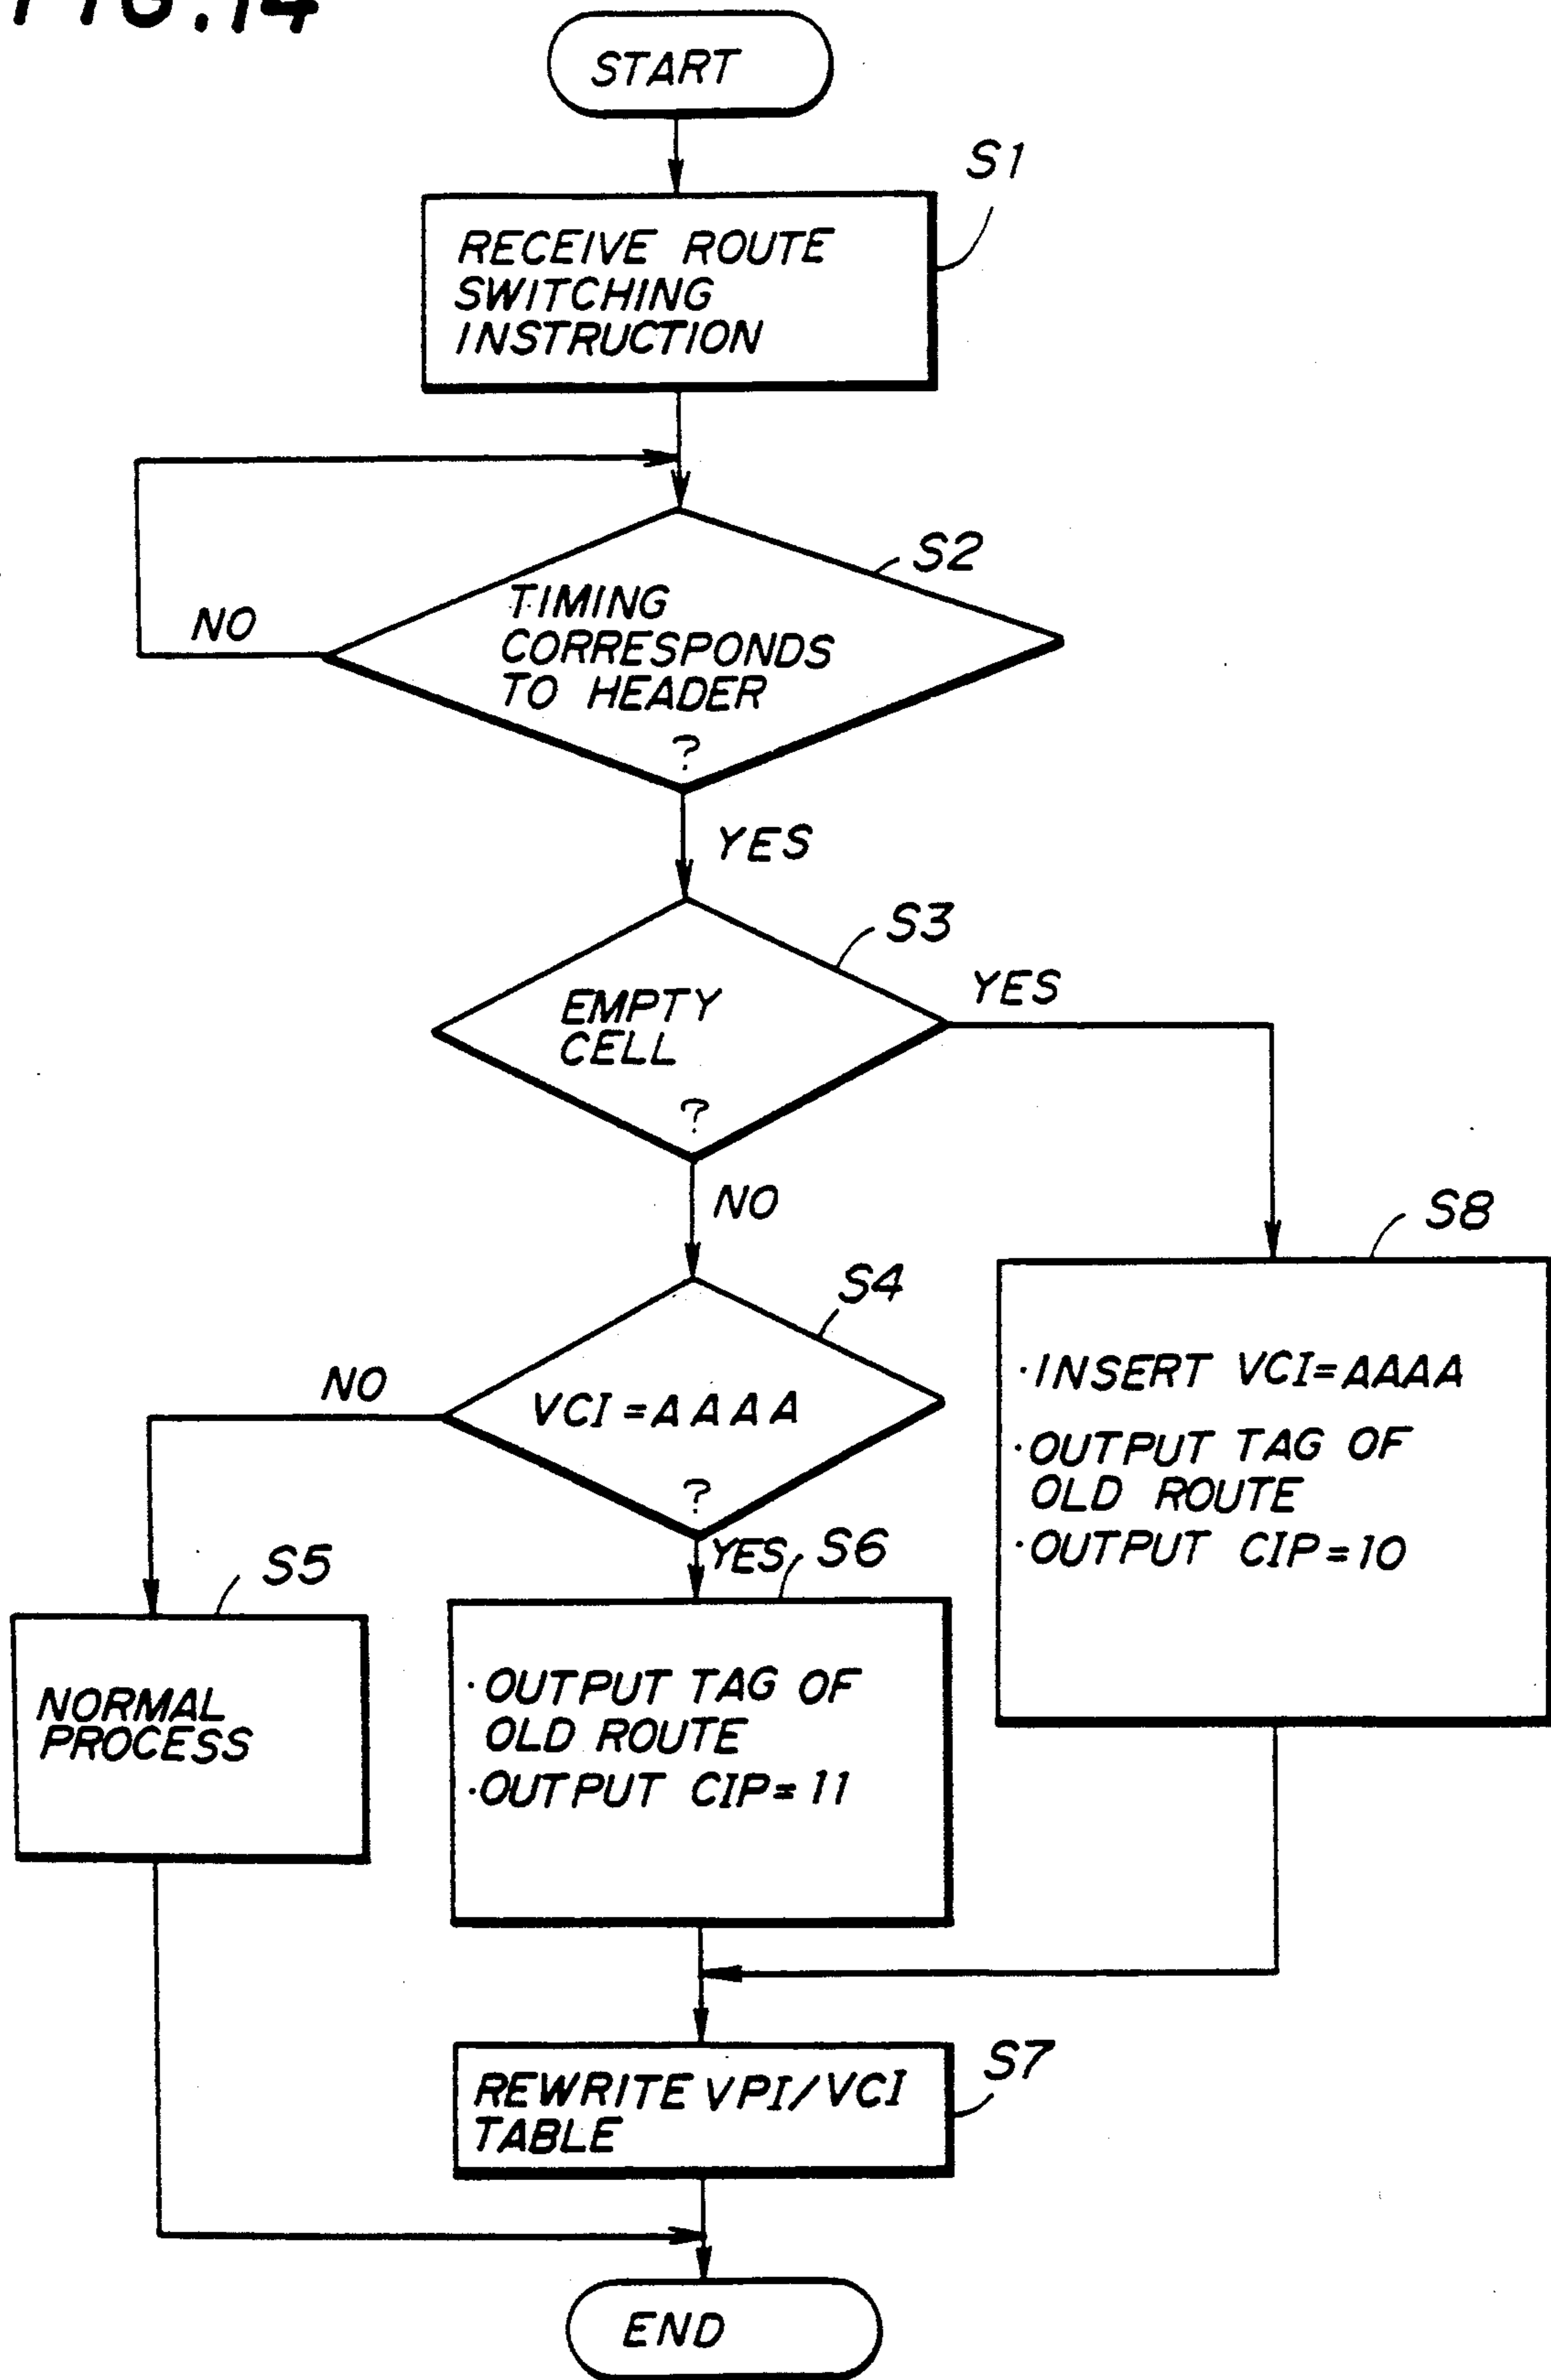 FIG.14
START
S1
RECEIVE ROUTE
SWITCHING
INSTRUCTION
S2
TIMING
CORRESPONDS
TO HEADER
?
NO
YES
S3
EMPTY
CELL
?
YES
NO
S4
VCI=AAAA
?
NO
YES
S8
·INSERT VCI=AAAA
·OUTPUT TAG OF
OLD ROUTE
·OUTPUT CIP=10
S5
NORMAL
PROCESS
S6
·OUTPUT TAG OF
OLD ROUTE
·OUTPUT CIP=11
S7
REWRITE VPI/VCI
TABLE
END